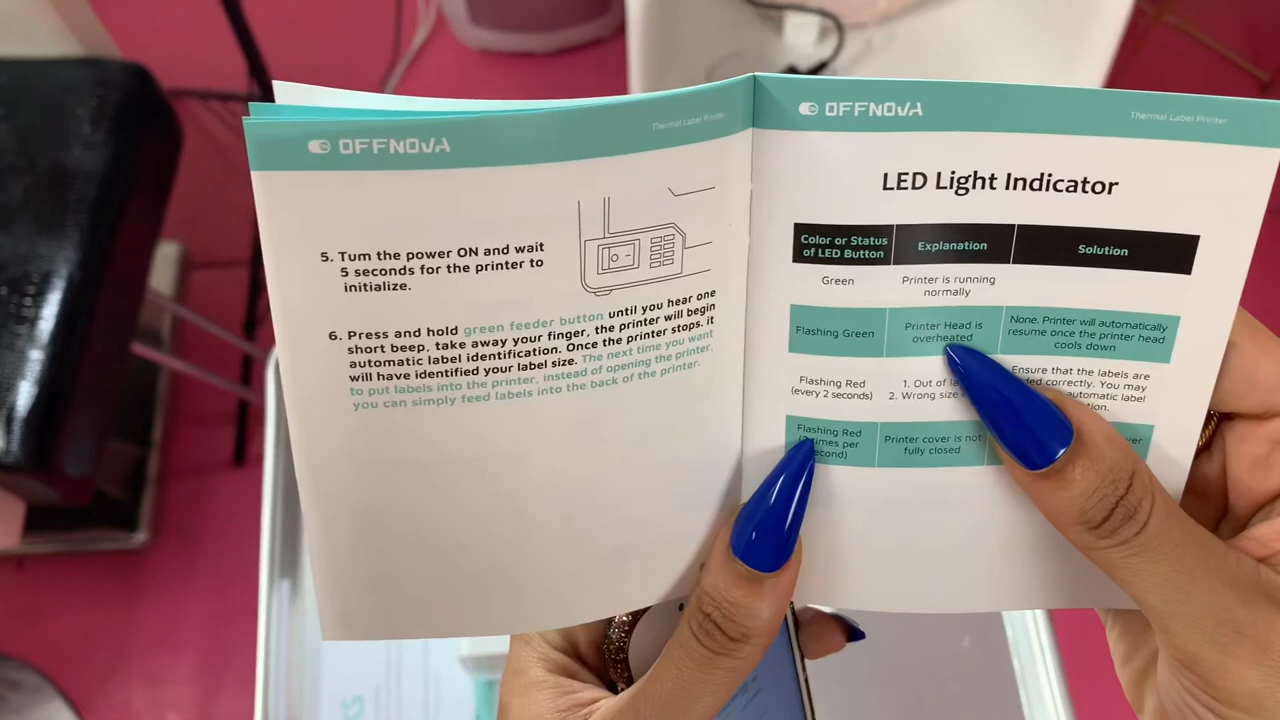 OFFNOVA
Thermal Label Printer
5. Turn the power ON and wait
5 seconds for the printer to
initialize.
6. Press and hold green feeder button until you hear one
short beep, take away your finger, the printer will begin
automatic label identification. Once the printer stops, it
will have identified your label size. The next time you want
to put labels into the printer, instead of opening the printer,
you can simply feed labels into the back of the printer.
OFFNOVA
Thermal Label Printer
LED Light Indicator
Color or Status
of LED Button
Explanation
Solution
Green
Printer is running
normally
Flashing Green
Printer Head is
overheated
None. Printer will automatically
resume once the printer head
cools down
Flashing Red
(every 2 seconds)
1. Out of
2. Wrong size
Ensure that the labels are
correctly. You may
automatic label
Flashing Red
times per
Printer cover is not
fully closed